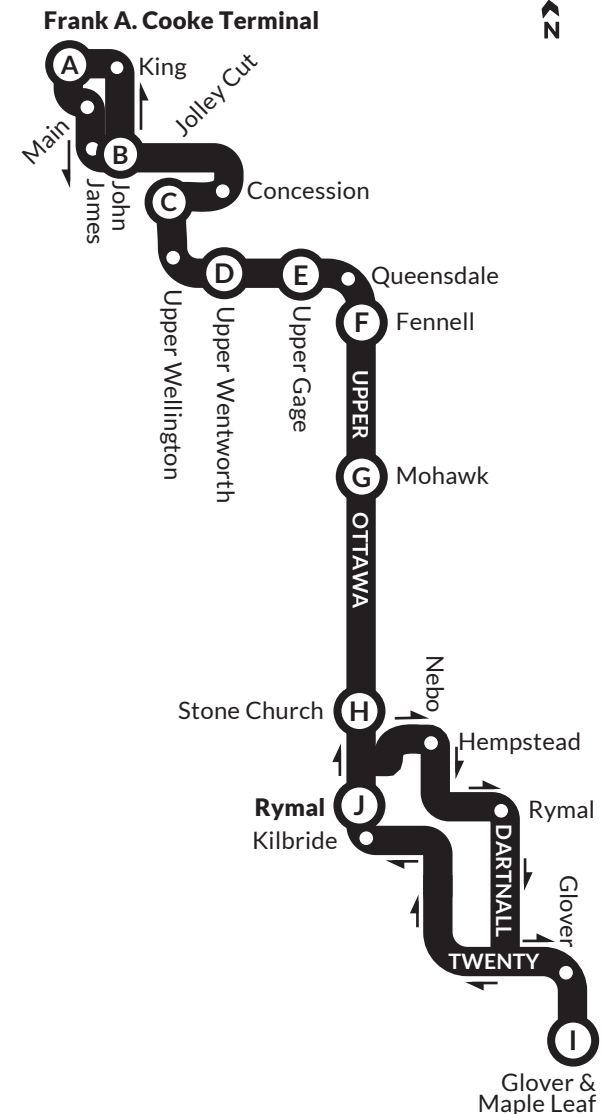 Frank A. Cooke Terminal
N
A
King
Jolley Cut
Main
B
James
John
C
Concession
Upper Wellington
D
Upper Wentworth
E
Upper Gage
Queensdale
F
Fennell
UPPER
G
Mohawk
OTTAWA
Nebo
Stone Church
H
Hempstead
Rymal
J
Rymal
Kilbride
DARTNALL
Glover
TWENTY
I
Glover &
Maple Leaf